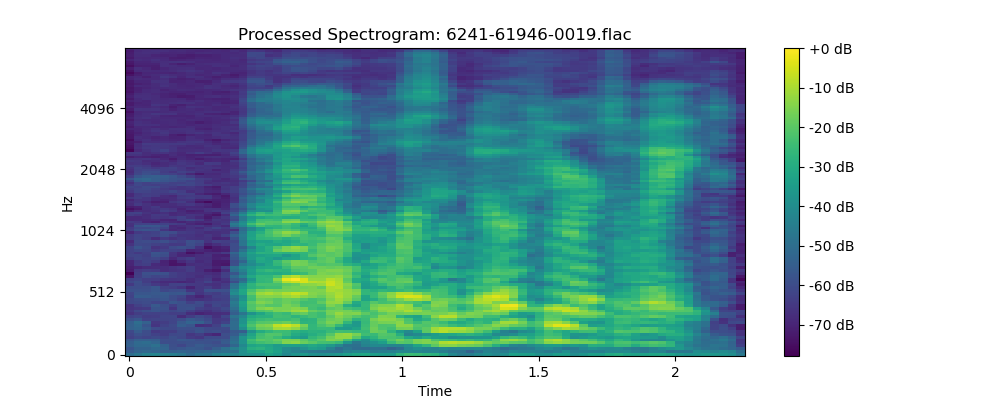 Processed Spectrogram: 6241-61946-0019.flac
Hz
4096
2048
1024
512
0
0
0.5
1
1.5
2
Time
+0 dB
-10 dB
-20 dB
-30 dB
-40 dB
-50 dB
-60 dB
-70 dB